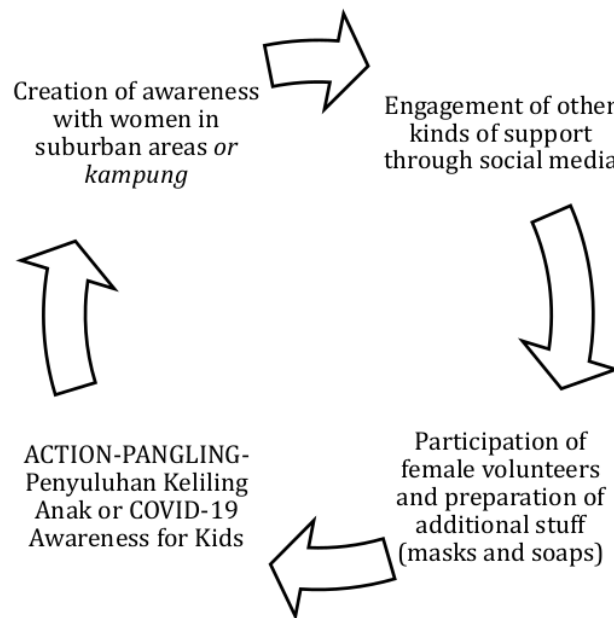 Creation of awareness
with women in
suburban areas or
kampung
Engagement of other
kinds of support
through social media
Participation of
female volunteers
and preparation of
additional stuff
(masks and soaps)
ACTION-PANGLING-
Penyuluhan Keliling
Anak or COVID-19
Awareness for Kids